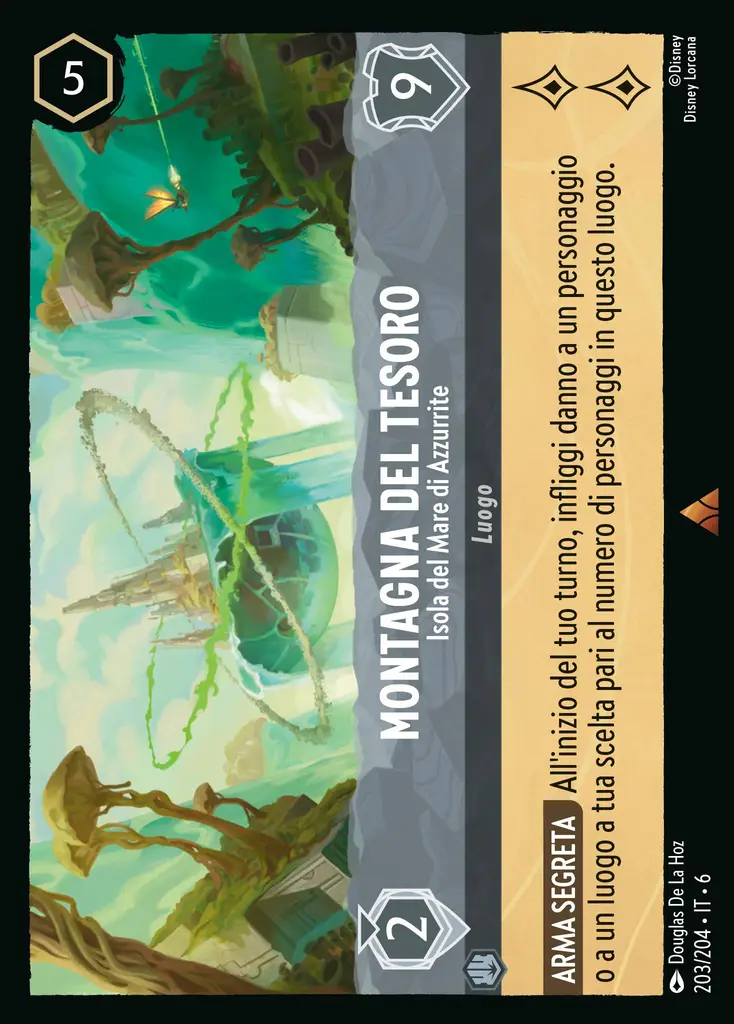 5
9
MONTAGNA DEL TESORO
Isola del Mare di Azzurrite
2
Luogo
ARMA SEGRETA All'inizio del tuo turno, infliggi danno a un personaggio
o a un luogo a tua scelta pari al numero di personaggi in questo luogo.
Douglas De La Hoz
203/204 • IT • 6
©Disney
Disney Lorcana